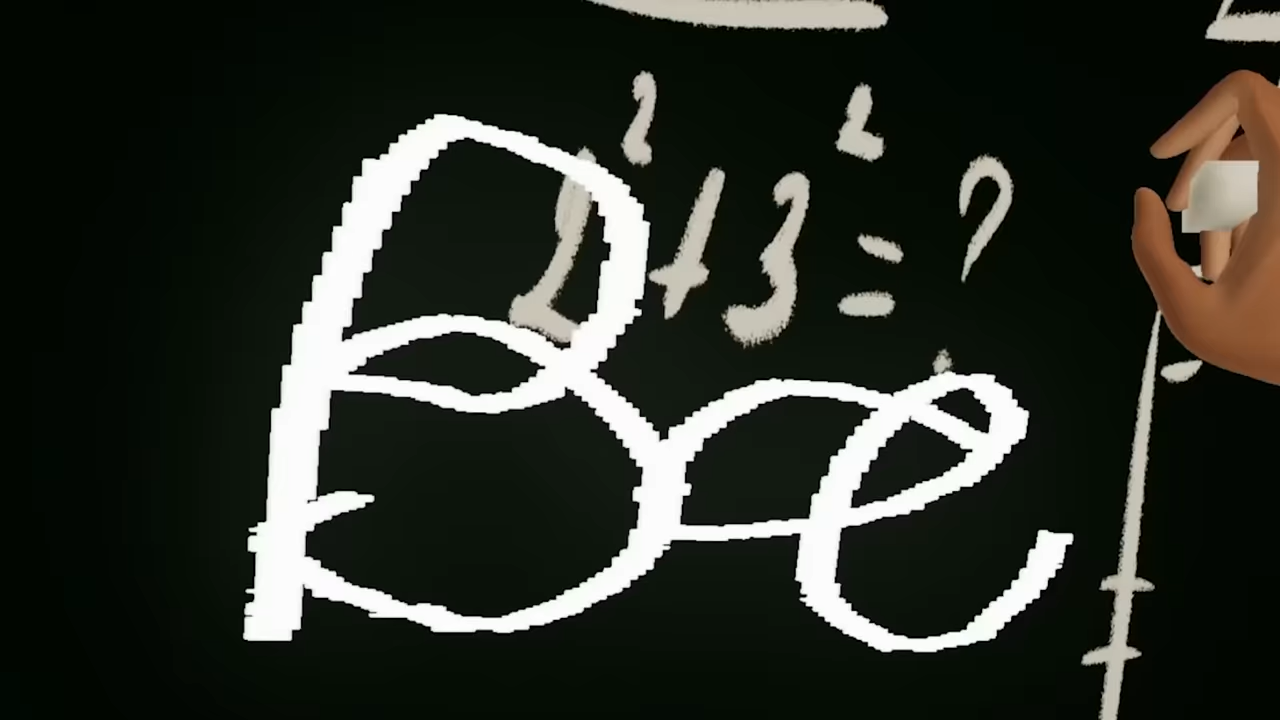 2² + 3² = ?
Be